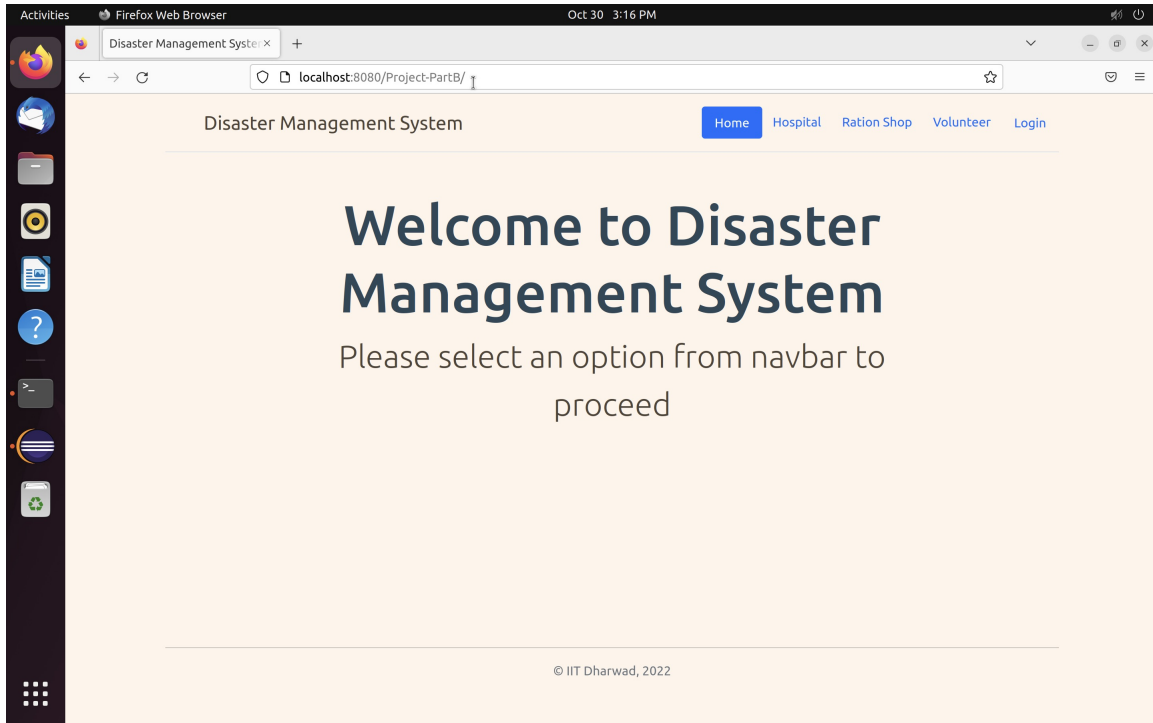 Activities Firefox Web Browser Oct 30 3:16 PM
Disaster Management Syste
localhost:8080/Project-PartB/
Disaster Management System Home Hospital Ration Shop Volunteer Login
Welcome to Disaster
Management System
Please select an option from navbar to
proceed
© IIT Dharwad, 2022